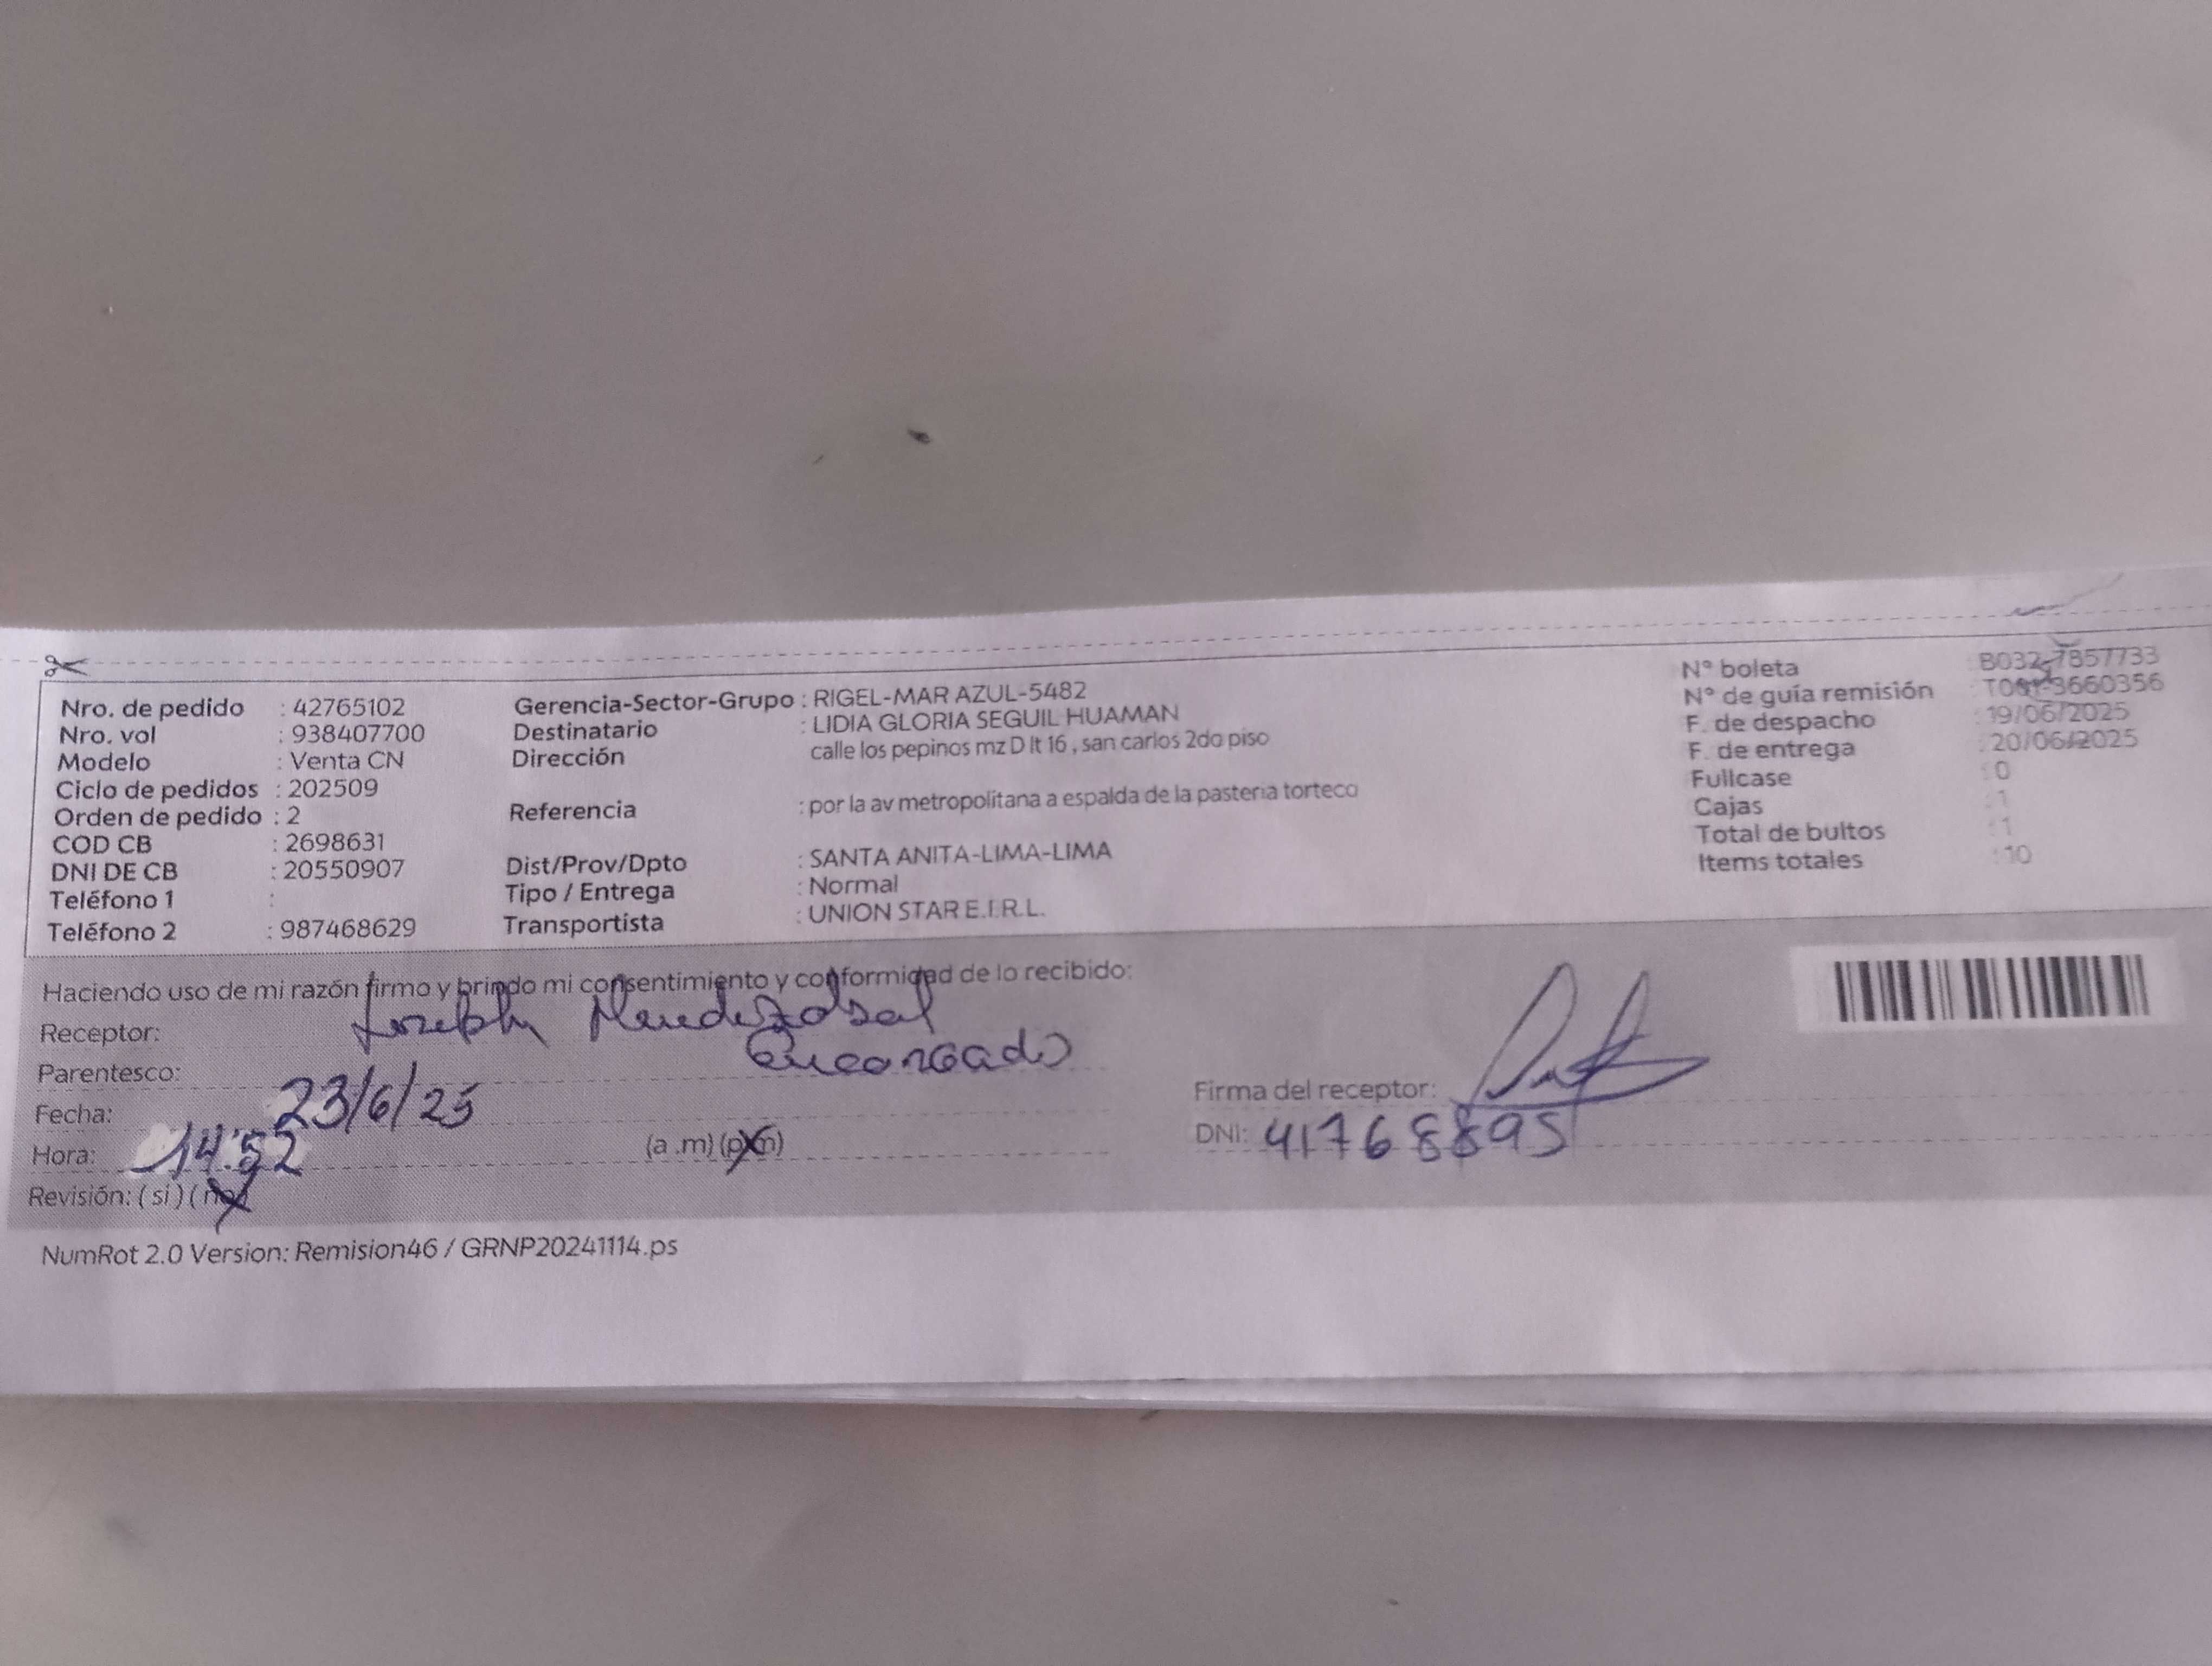 Nro. de pedido : 42765102
Nro. vol : 938407700
Modelo : Venta CN
Ciclo de pedidos : 202509
Orden de pedido : 2
COD CB : 2698631
DNI DE CB : 20550907
Teléfono 1 :
Teléfono 2 : 987468629
Gerencia-Sector-Grupo : RIGEL-MAR AZUL-5482
Destinatario : LIDIA GLORIA SEGUIL HUAMAN
Dirección calle los pepinos mz D lt 16 , san carlos 2do piso
Referencia : por la av metropolitana a espalda de la pasteria torteco
Dist/Prov/Dpto : SANTA ANITA-LIMA-LIMA
Tipo / Entrega : Normal
Transportista : UNION STAR E.I.R.L.
N° boleta B032-7857733
N° de guía remisión : T001-3660356
F. de despacho : 19/06/2025
F. de entrega : 20/06/2025
Fullcase : 0
Cajas : 1
Total de bultos : 1
Items totales : 10
Haciendo uso de mi razón firmo y brindo mi consentimiento y conformidad de lo recibido:
Receptor: Joseph
Parentesco: Encargado
Fecha: 23/6/25
Hora: 14:52 (a .m) (p.m)
Revisión: ( si ) ( no )
Firma del receptor:
DNI: 41768895
NumRot 2.0 Version: Remision46 / GRNP20241114.ps